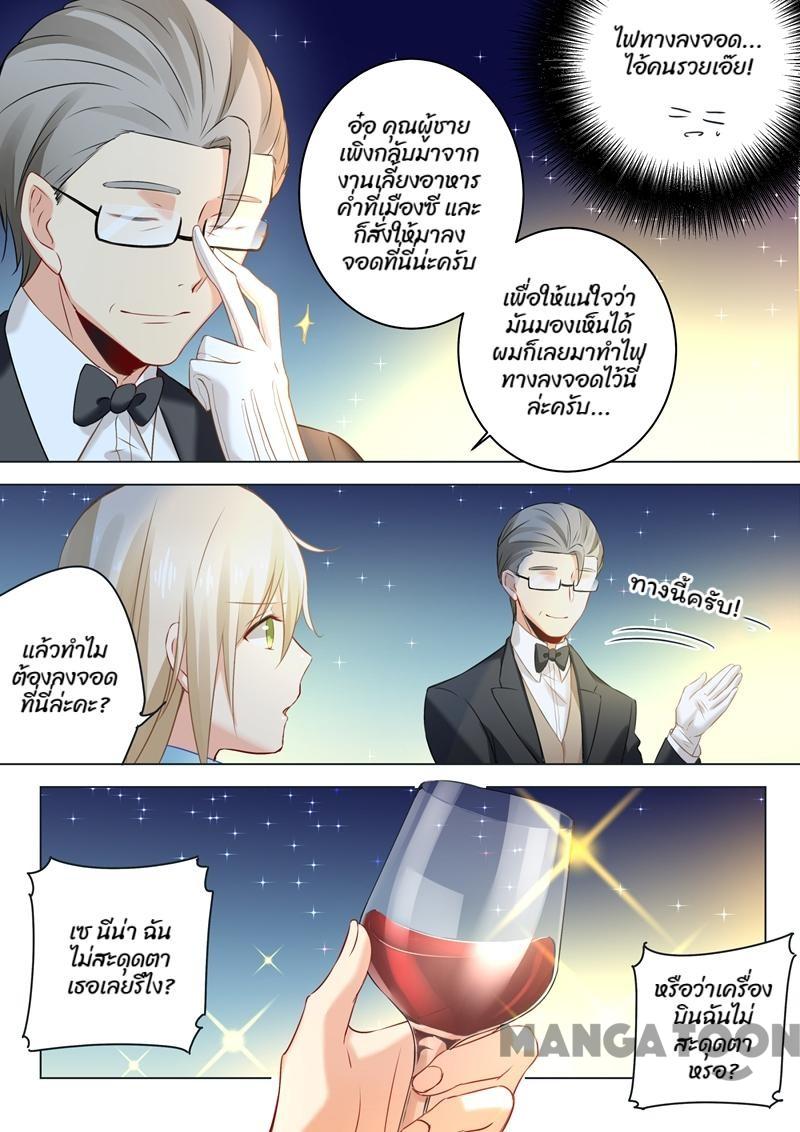 ไฟทางลงจอด...
ไอ้คนรวยเอ๊ย!
อ๋อ คุณผู้ชาย
เพิ่งกลับมาจาก
งานเลี้ยงอาหาร
ค่ำที่เมืองซี และ
ก็สั่งให้มาลง
จอดที่นี่น่ะครับ
เพื่อให้แน่ใจว่า
มันมองเห็นได้
ผมก็เลยมาทำไฟ
ทางลงจอดไว้นี่
ล่ะครับ...
ทางนี้ครับ!
แล้วทำไม
ต้องลงจอด
ที่นี่ล่ะคะ?
เซ นีน่า ฉัน
ไม่สะดุดตา
เธอเลยรึไง?
หรือว่าเครื่อง
บินฉันไม่
สะดุดตา
หรอ?
MANGATOON